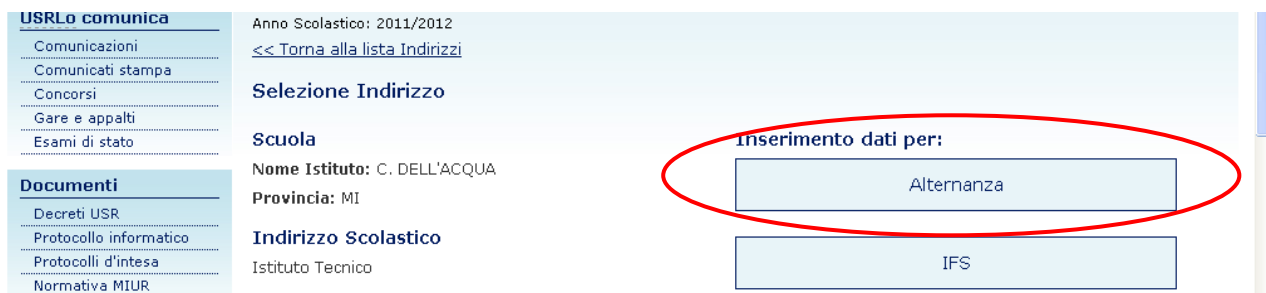 USRLo comunica
Comunicazioni
Comunicati stampa
Concorsi
Gare e appalti
Esami di stato
Documenti
Decreti USR
Protocollo informatico
Protocolli d'intesa
Normativa MIUR
Anno Scolastico: 2011/2012
<< Torna alla lista Indirizzi
Selezione Indirizzo
Scuola
Nome Istituto: C. DELL'ACQUA
Provincia: MI
Indirizzo Scolastico
Istituto Tecnico
Inserimento dati per:
Alternanza
IFS